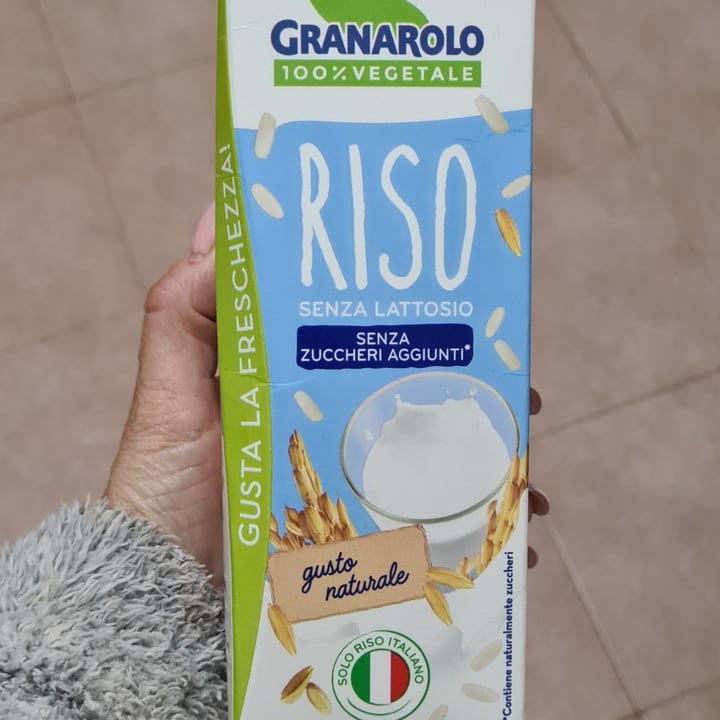 GRANAROLO
100% VEGETALE
RISO
SENZA LATTOSIO
SENZA
ZUCCHERI AGGIUNTI*
GUSTA LA FRESCHEZZA!
gusto
naturale
SOLO RISO ITALIANO
*Contiene naturalmente zuccheri